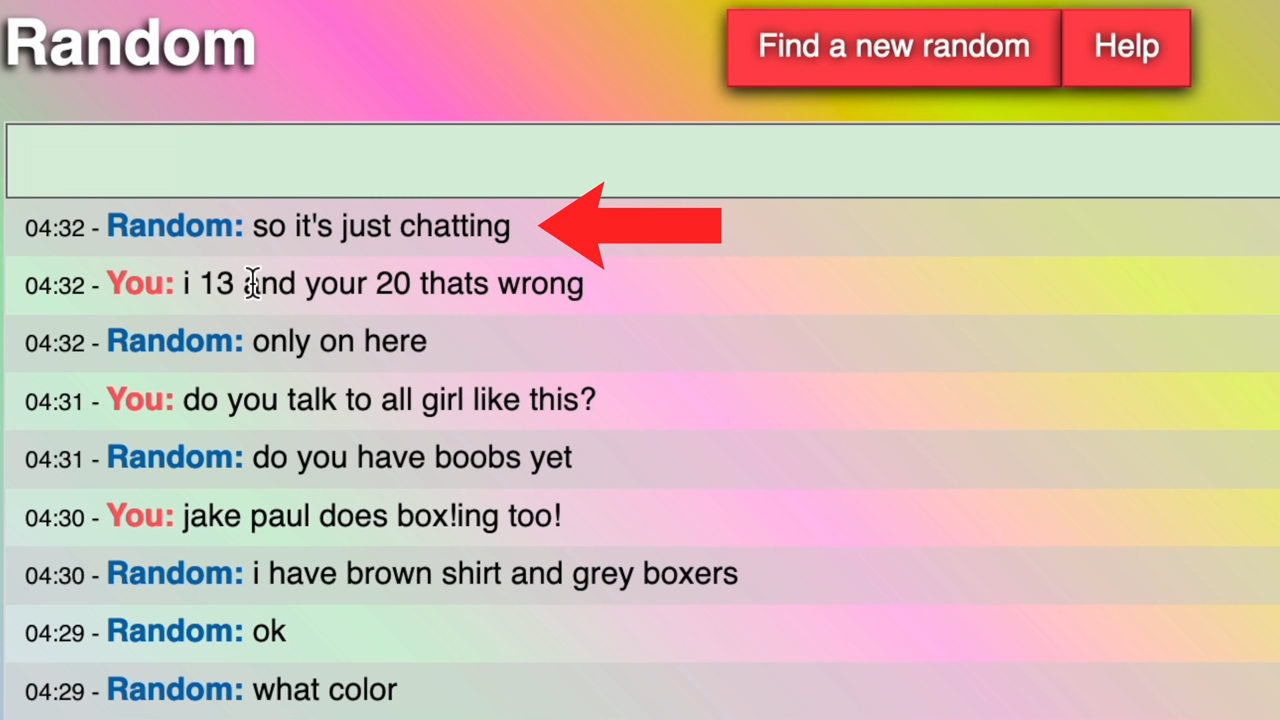 Random
Find a new random
Help
04:32 - Random: so it's just chatting
04:32 - You: i 13 and your 20 thats wrong
04:32 - Random: only on here
04:31 - You: do you talk to all girl like this?
04:31 - Random: do you have boobs yet
04:30 - You: jake paul does box!ing too!
04:30 - Random: i have brown shirt and grey boxers
04:29 - Random: ok
04:29 - Random: what color